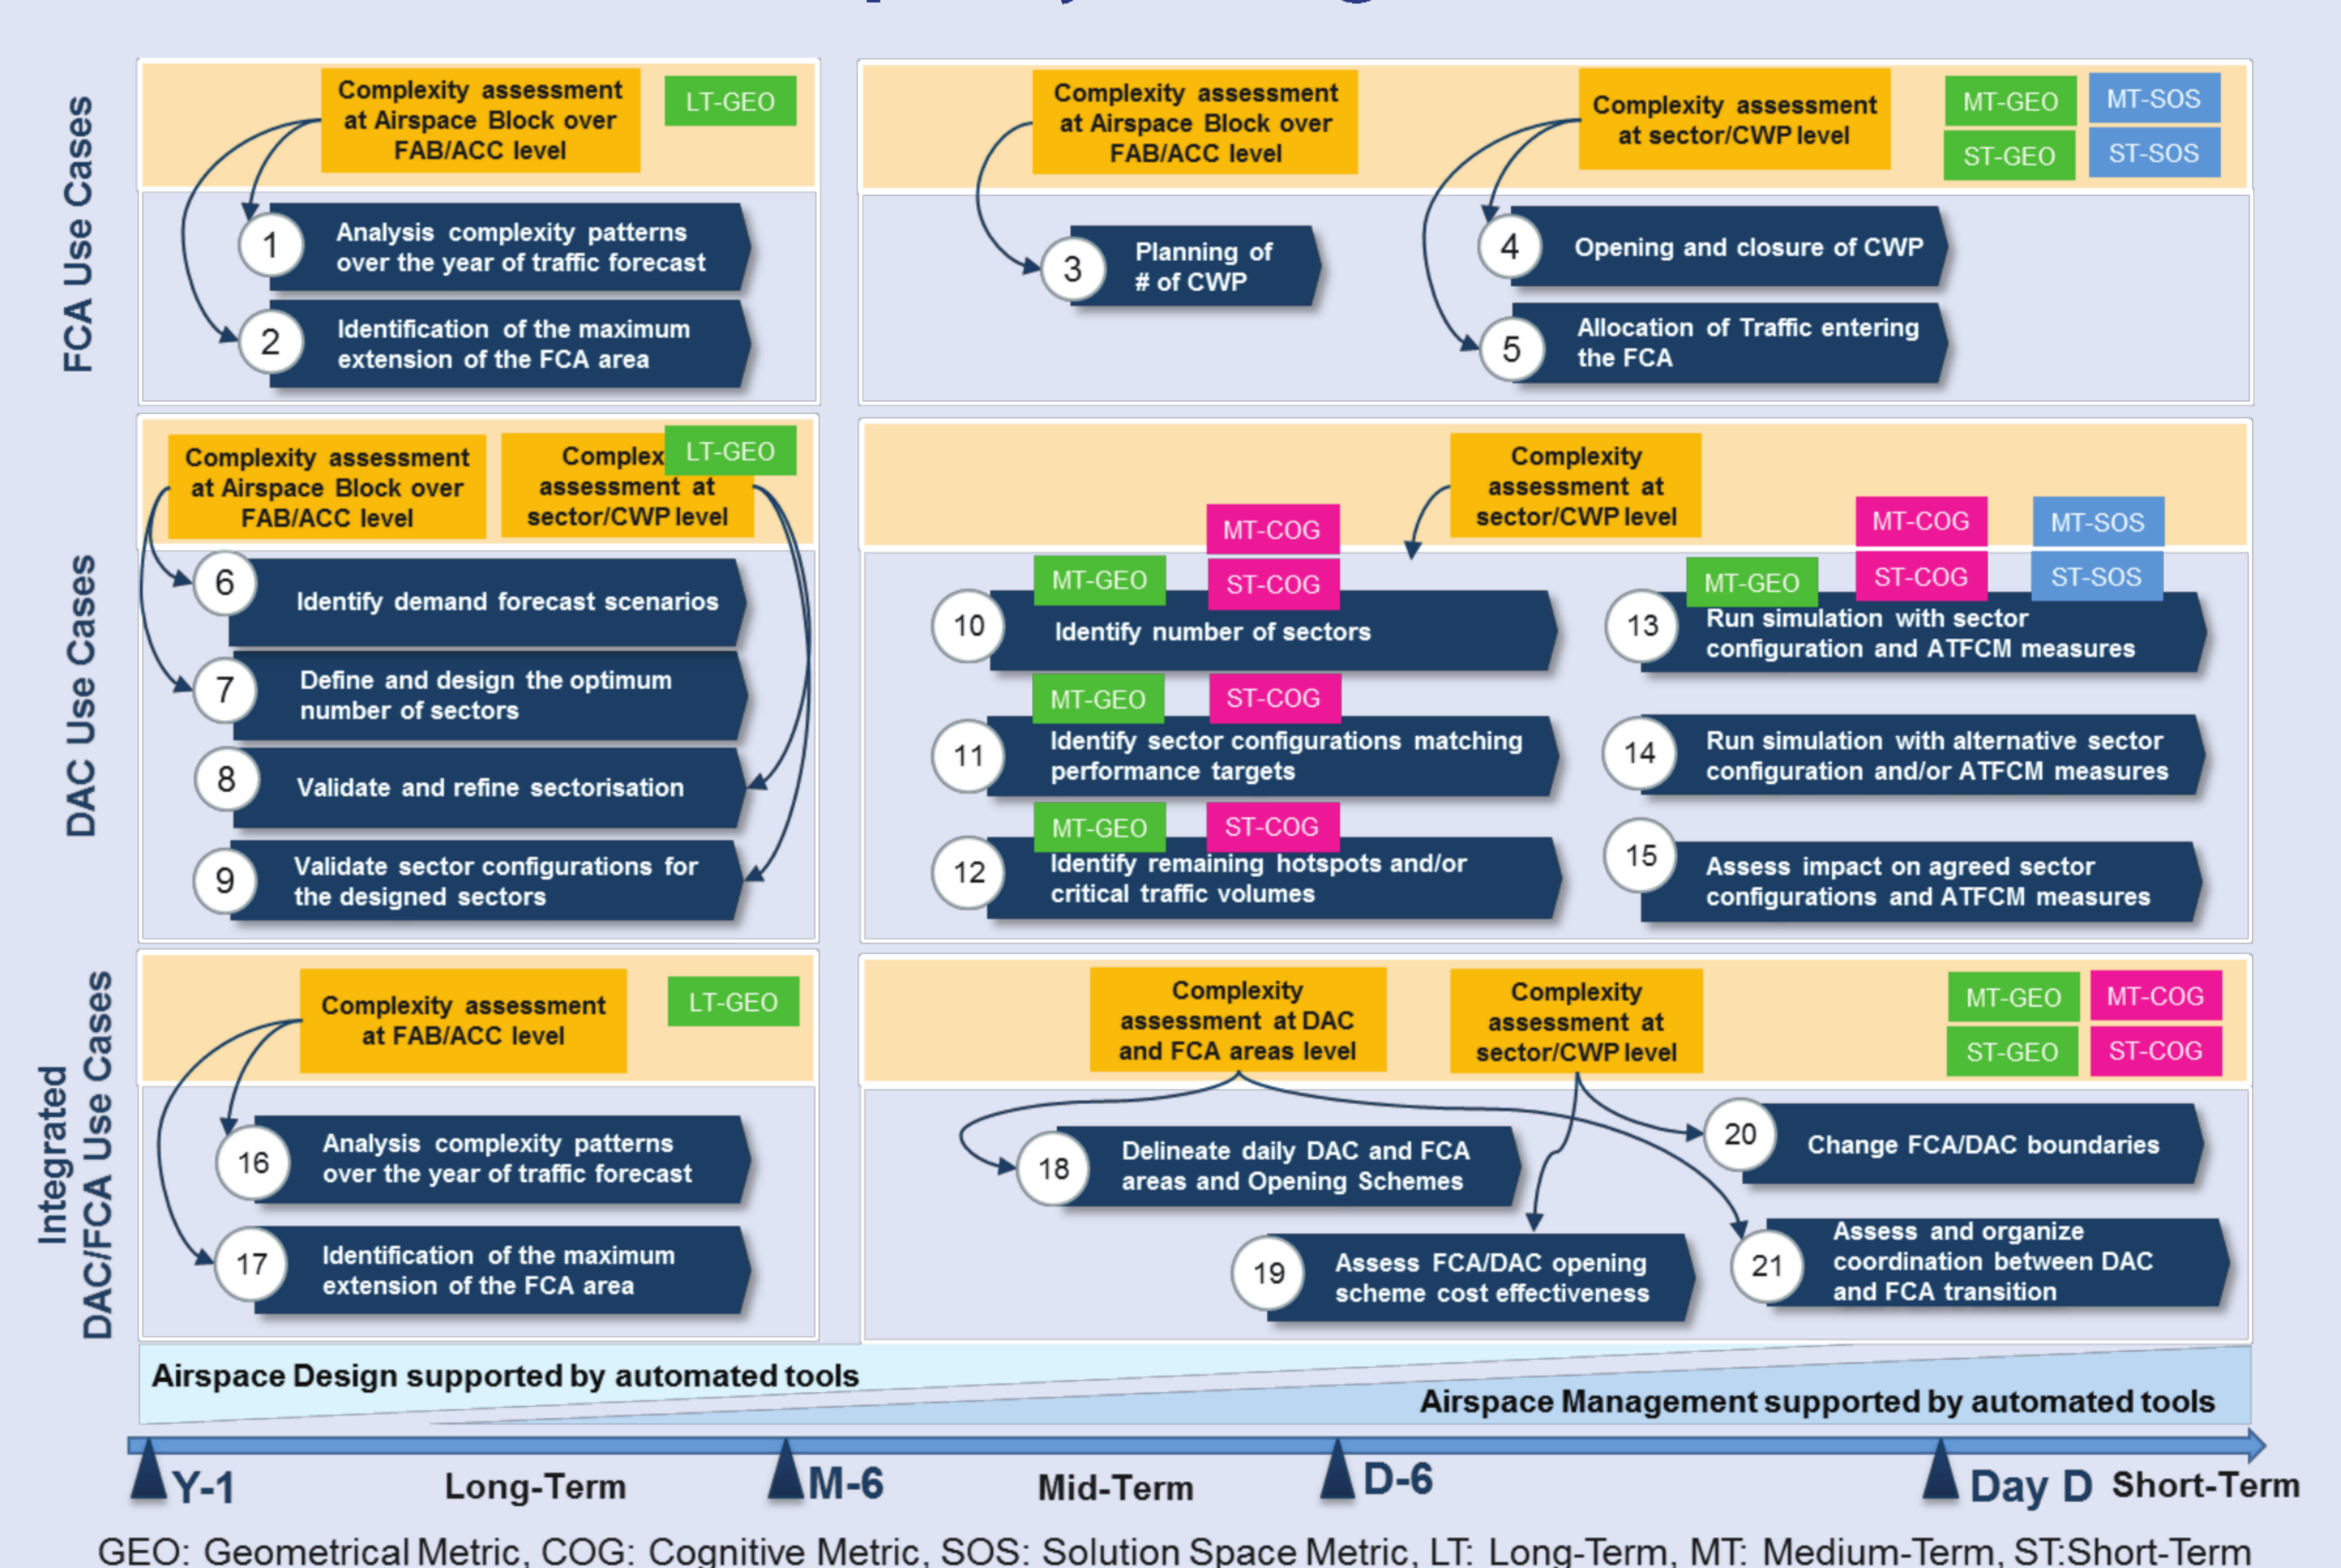 FCA Use Cases
Complexity assessment
at Airspace Block over
FAB/ACC level
LT-GEO
1
Analysis complexity patterns
over the year of traffic forecast
2
Identification of the maximum
extension of the FCA area
Complexity assessment
at Airspace Block over
FAB/ACC level
Complexity assessment
at sector/CWP level
MT-GEO
MT-SOS
ST-GEO
ST-SOS
3
Planning of
# of CWP
4
Opening and closure of CWP
5
Allocation of Traffic entering
the FCA
DAC Use Cases
Complexity assessment
at Airspace Block over
FAB/ACC level
Complex
assessment at
sector/CWP level
LT-GEO
6
Identify demand forecast scenarios
7
Define and design the optimum
number of sectors
8
Validate and refine sectorisation
9
Validate sector configurations for
the designed sectors
Complexity
assessment at
sector/CWP level
MT-GEO
MT-COG
ST-COG
10
Identify number of sectors
MT-GEO
ST-COG
11
Identify sector configurations matching
performance targets
MT-GEO
ST-COG
12
Identify remaining hotspots and/or
critical traffic volumes
MT-GEO
MT-COG
ST-COG
MT-SOS
ST-SOS
13
Run simulation with sector
configuration and ATFCM measures
14
Run simulation with alternative sector
configuration and/or ATFCM measures
15
Assess impact on agreed sector
configurations and ATFCM measures
Integrated
DAC/FCA Use Cases
Complexity assessment
at FAB/ACC level
LT-GEO
16
Analysis complexity patterns
over the year of traffic forecast
17
Identification of the maximum
extension of the FCA area
Complexity
assessment at DAC
and FCA areas level
Complexity
assessment at
sector/CWP level
MT-GEO
MT-COG
ST-GEO
ST-COG
18
Delineate daily DAC and FCA
areas and Opening Schemes
19
Assess FCA/DAC opening
scheme cost effectiveness
20
Change FCA/DAC boundaries
21
Assess and organize
coordination between DAC
and FCA transition
Airspace Design supported by automated tools
Airspace Management supported by automated tools
Y-1
Long-Term
M-6
Mid-Term
D-6
Day D
Short-Term
GEO: Geometrical Metric, COG: Cognitive Metric, SOS: Solution Space Metric, LT: Long-Term, MT: Medium-Term, ST:Short-Term